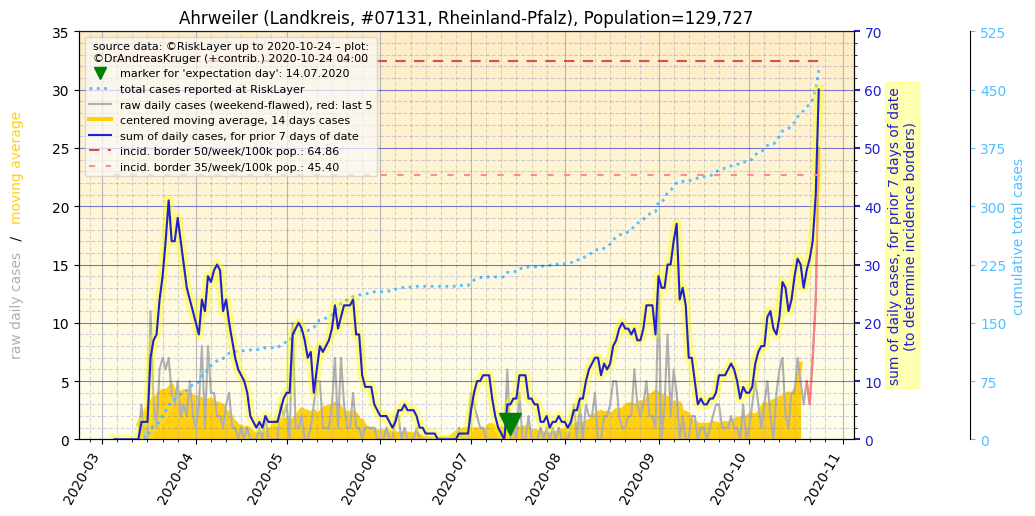 Ahrweiler (Landkreis, #07131, Rheinland-Pfalz), Population=129,727
source data: ©RiskLayer up to 2020-10-24 – plot:
©DrAndreasKruger (+contrib.) 2020-10-24 04:00
marker for 'expectation day': 14.07.2020
total cases reported at RiskLayer
raw daily cases (weekend-flawed), red: last 5
centered moving average, 14 days cases
sum of daily cases, for prior 7 days of date
incid. border 50/week/100k pop.: 64.86
incid. border 35/week/100k pop.: 45.40
raw daily cases / moving average
35
30
25
20
15
10
5
0
2020-03
2020-04
2020-05
2020-06
2020-07
2020-08
2020-09
2020-10
2020-11
70
60
50
40
30
20
10
0
sum of daily cases, for prior 7 days of date
(to determine incidence borders)
525
450
375
300
225
150
75
0
cumulative total cases